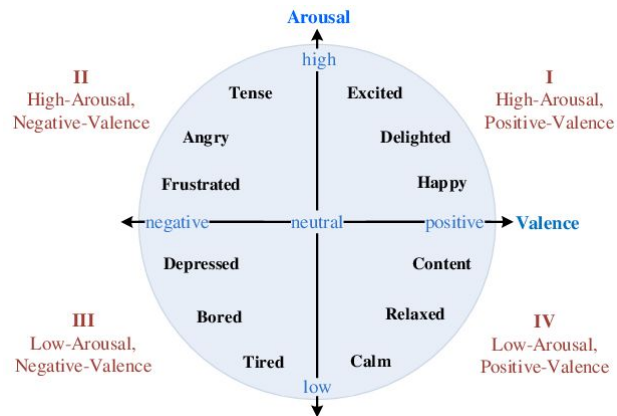 Arousal
high
II
High-Arousal,
Negative-Valence
I
High-Arousal,
Positive-Valence
Tense
Excited
Angry
Delighted
Frustrated
Happy
negative
neutral
positive
Valence
Depressed
Content
Bored
Relaxed
III
Low-Arousal,
Negative-Valence
IV
Low-Arousal,
Positive-Valence
Tired
Calm
low